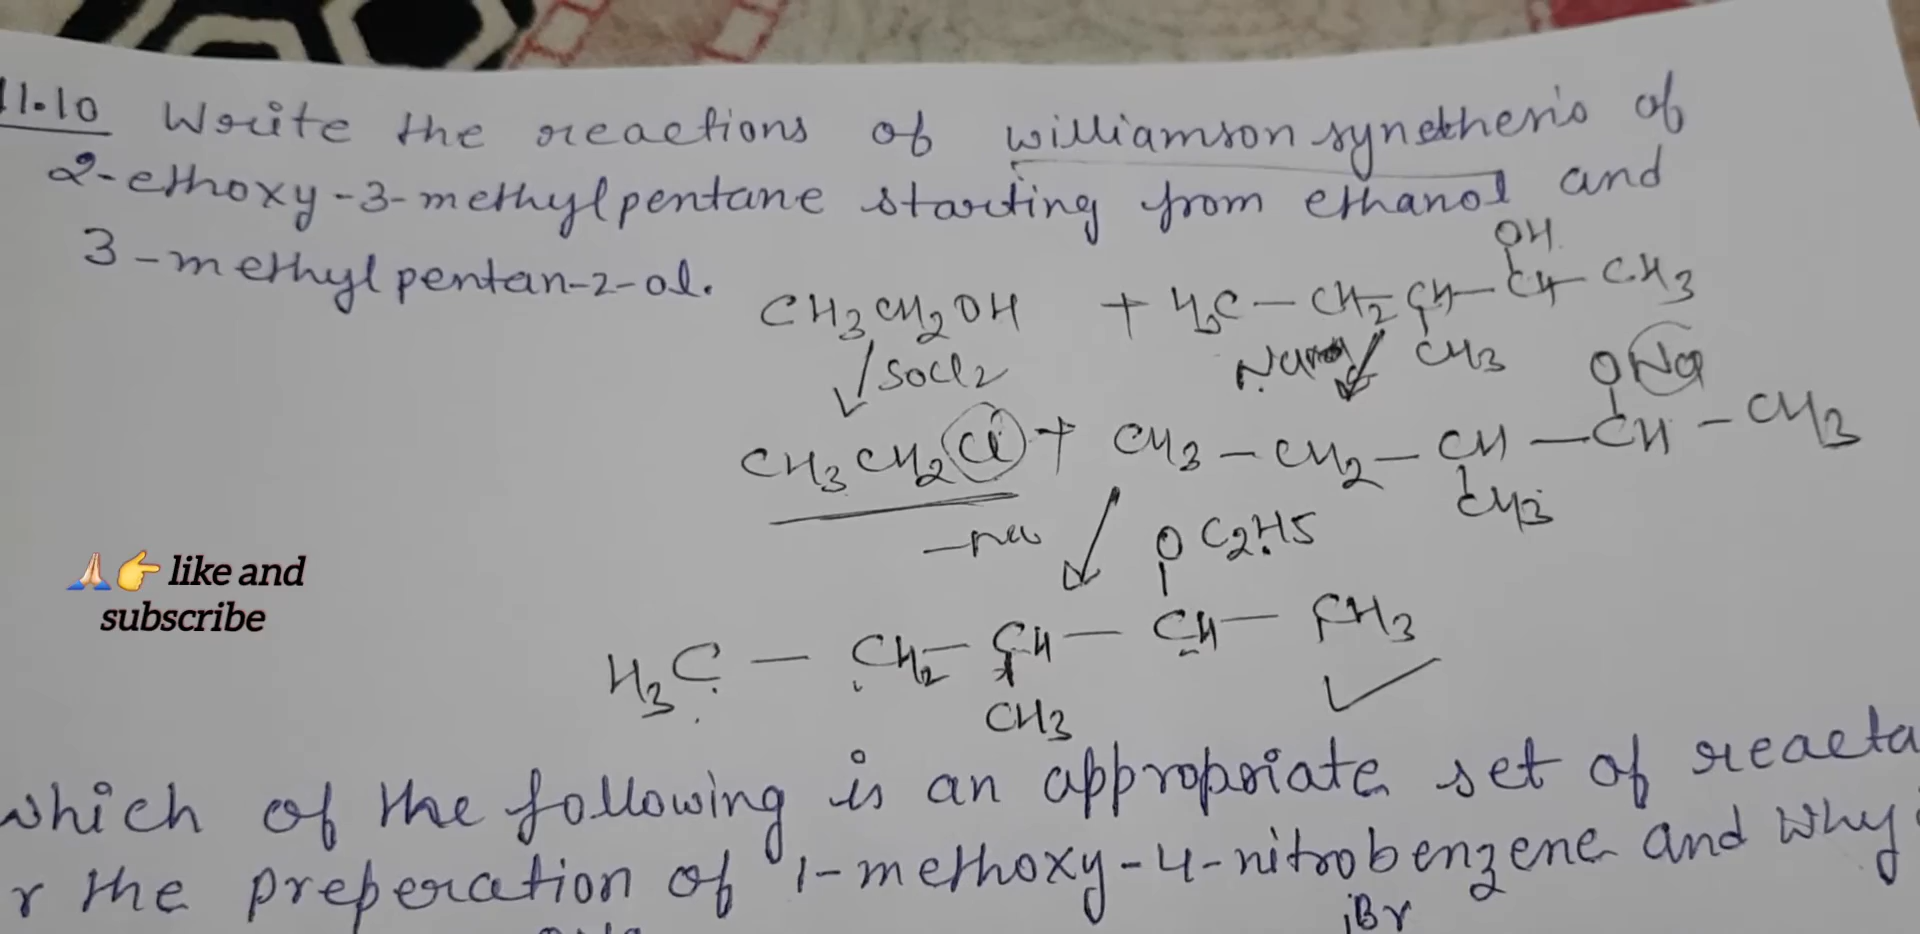 11.10 Write the reactions of williamson synethesis of
2-ethoxy-3-methylpentane starting from ethanol and
3-methylpentan-2-ol.
OH
CH3CH2OH + H3C-CH2-CH-CH-CH3
SOCl2
CH3
ONa
CH3CH2Cl + CH3-CH2-CH-CH-CH3
CH3
OC2H5
H3C-CH2-CH-CH-CH3
CH3
like and
subscribe
which of the following is an appropriate set of reacta
r the preperation of 1-methoxy-4-nitrobenzene and why
Br